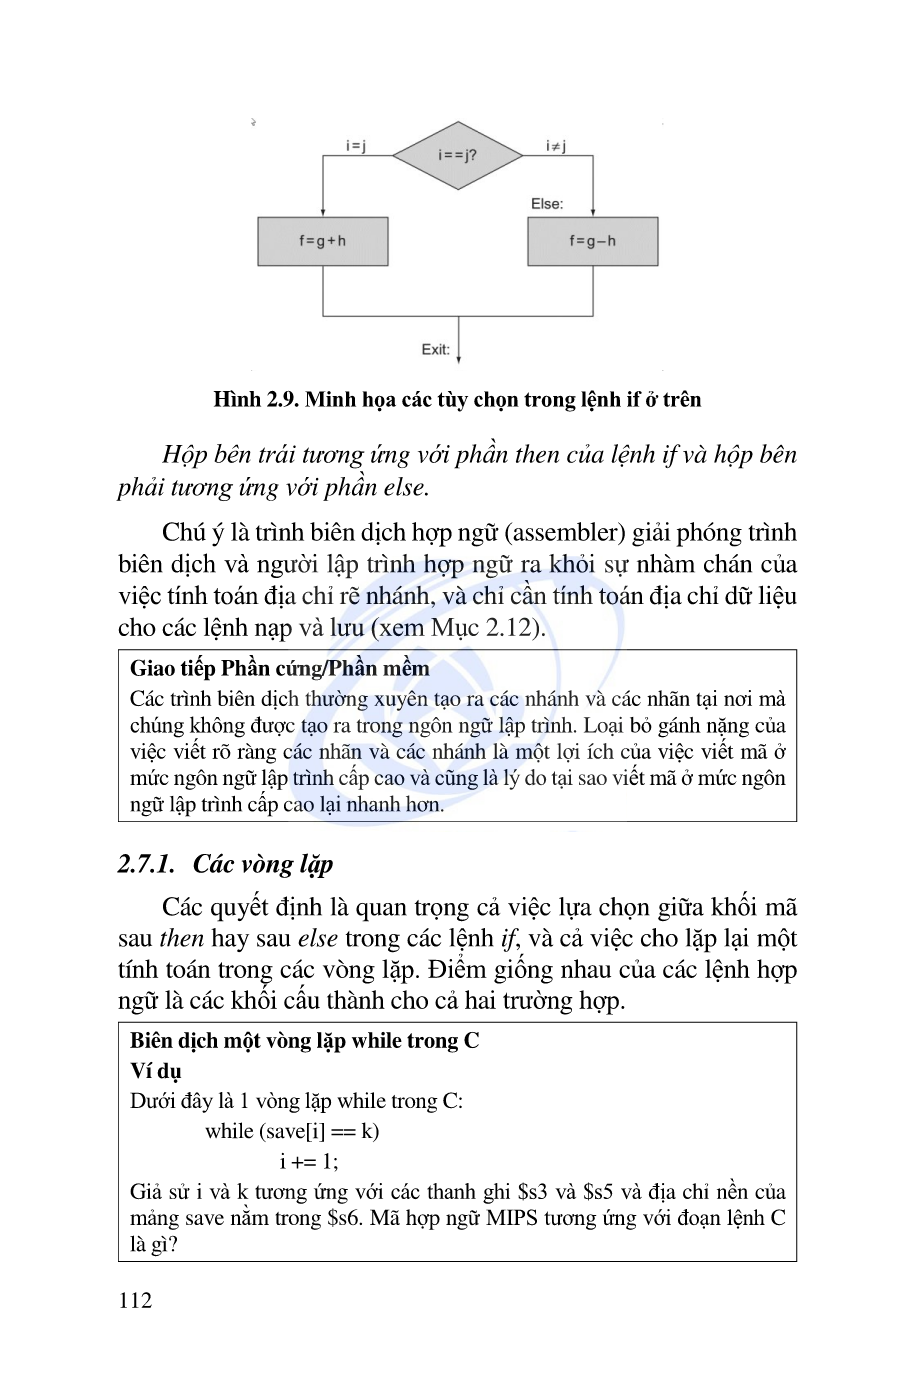 i=j
i==j?
i≠j
Else:
f=g+h
f=g–h
Exit:
Hình 2.9. Minh họa các tùy chọn trong lệnh if ở trên
Hộp bên trái tương ứng với phần then của lệnh if và hộp bên
phải tương ứng với phần else.
Chú ý là trình biên dịch hợp ngữ (assembler) giải phóng trình
biên dịch và người lập trình hợp ngữ ra khỏi sự nhàm chán của
việc tính toán địa chỉ rẽ nhánh, và chỉ cần tính toán địa chỉ dữ liệu
cho các lệnh nạp và lưu (xem Mục 2.12).
Giao tiếp Phần cứng/Phần mềm
Các trình biên dịch thường xuyên tạo ra các nhánh và các nhãn tại nơi mà
chúng không được tạo ra trong ngôn ngữ lập trình. Loại bỏ gánh nặng của
việc viết rõ ràng các nhãn và các nhánh là một lợi ích của việc viết mã ở
mức ngôn ngữ lập trình cấp cao và cũng là lý do tại sao viết mã ở mức ngôn
ngữ lập trình cấp cao lại nhanh hơn.
2.7.1. Các vòng lặp
Các quyết định là quan trọng cả việc lựa chọn giữa khối mã
sau then hay sau else trong các lệnh if, và cả việc cho lặp lại một
tính toán trong các vòng lặp. Điểm giống nhau của các lệnh hợp
ngữ là các khối cấu thành cho cả hai trường hợp.
Biên dịch một vòng lặp while trong C
Ví dụ
Dưới đây là 1 vòng lặp while trong C:
while (save[i] == k)
i += 1;
Giả sử i và k tương ứng với các thanh ghi $s3 và $s5 và địa chỉ nền của
mảng save nằm trong $s6. Mã hợp ngữ MIPS tương ứng với đoạn lệnh C
là gì?
112